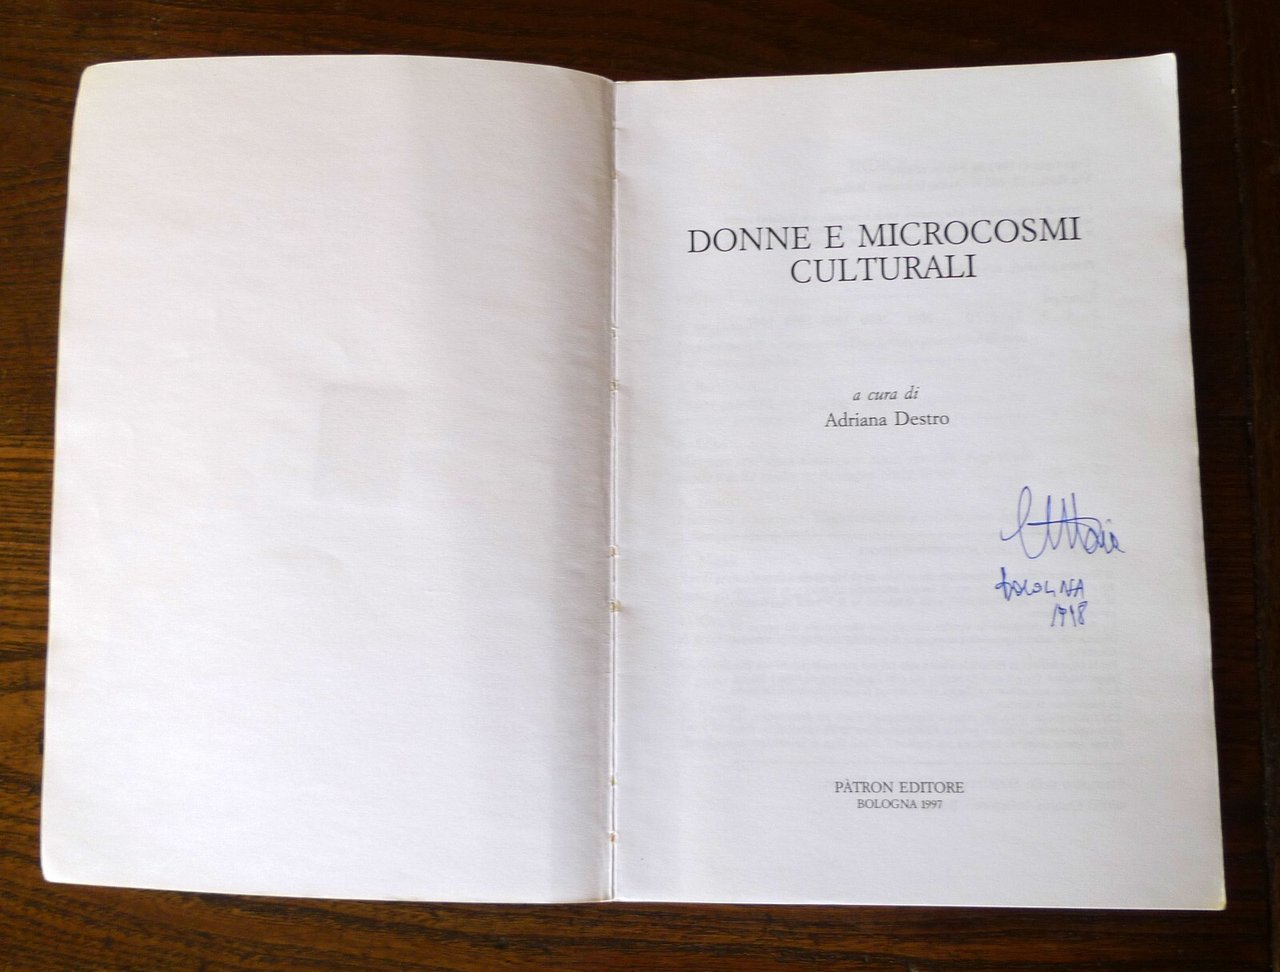 DONNE E MICROCOSMI
CULTURALI
a cura di
Adriana Destro
Bologna
1998
PÀTRON EDITORE
BOLOGNA 1997